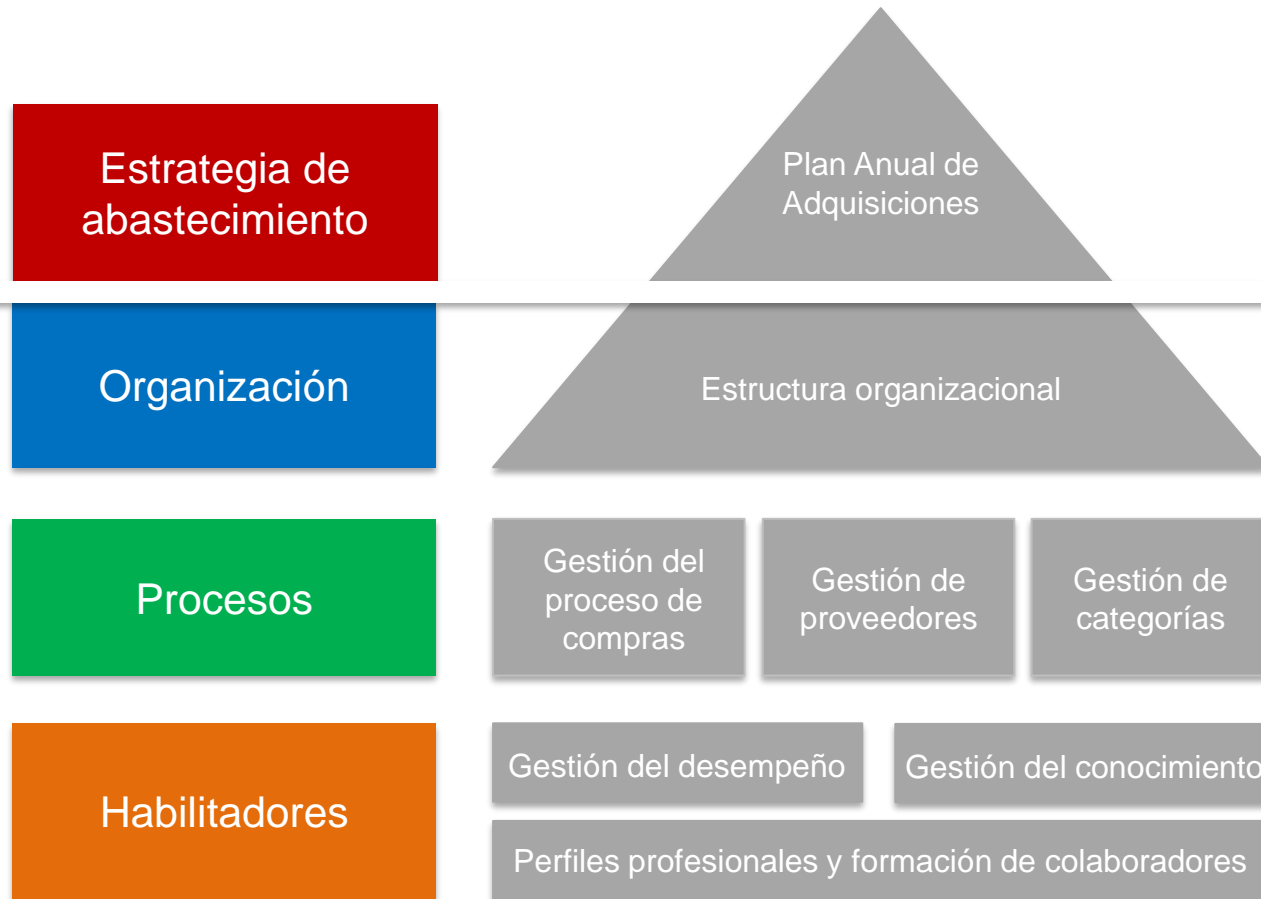 Estrategia de
abastecimiento
Plan Anual de
Adquisiciones
Organización
Estructura organizacional
Procesos
Gestión del
proceso de
compras
Gestión de
proveedores
Gestión de
categorías
Habilitadores
Gestión del desempeño
Gestión del conocimiento
Perfiles profesionales y formación de colaboradores